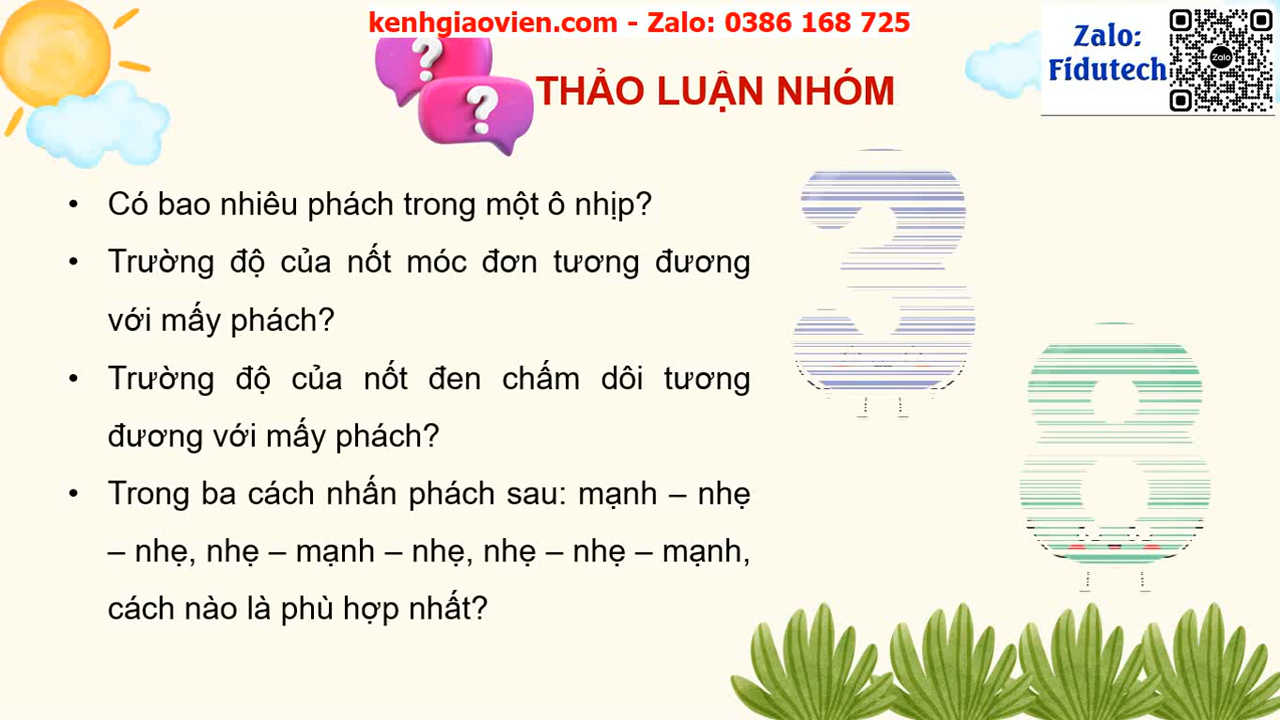 kenhgiaovien.com - Zalo: 0386 168 725
Zalo:
Fidutech
Zalo
THẢO LUẬN NHÓM
? ?
• Có bao nhiêu phách trong một ô nhịp?
• Trường độ của nốt móc đơn tương đương
với mấy phách?
• Trường độ của nốt đen chấm dôi tương
đương với mấy phách?
• Trong ba cách nhấn phách sau: mạnh – nhẹ
– nhẹ, nhẹ – mạnh – nhẹ, nhẹ – nhẹ – mạnh,
cách nào là phù hợp nhất?
3
8